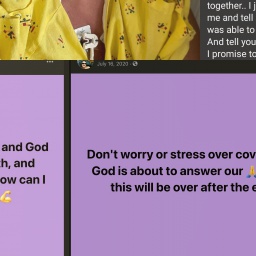 together.. I j
me and tell
was able to
And tell you
I promise to
July 16, 2020
and God
h, and
ow can I
💪
Don't worry or stress over cov
God is about to answer our 🙏
this will be over after the e